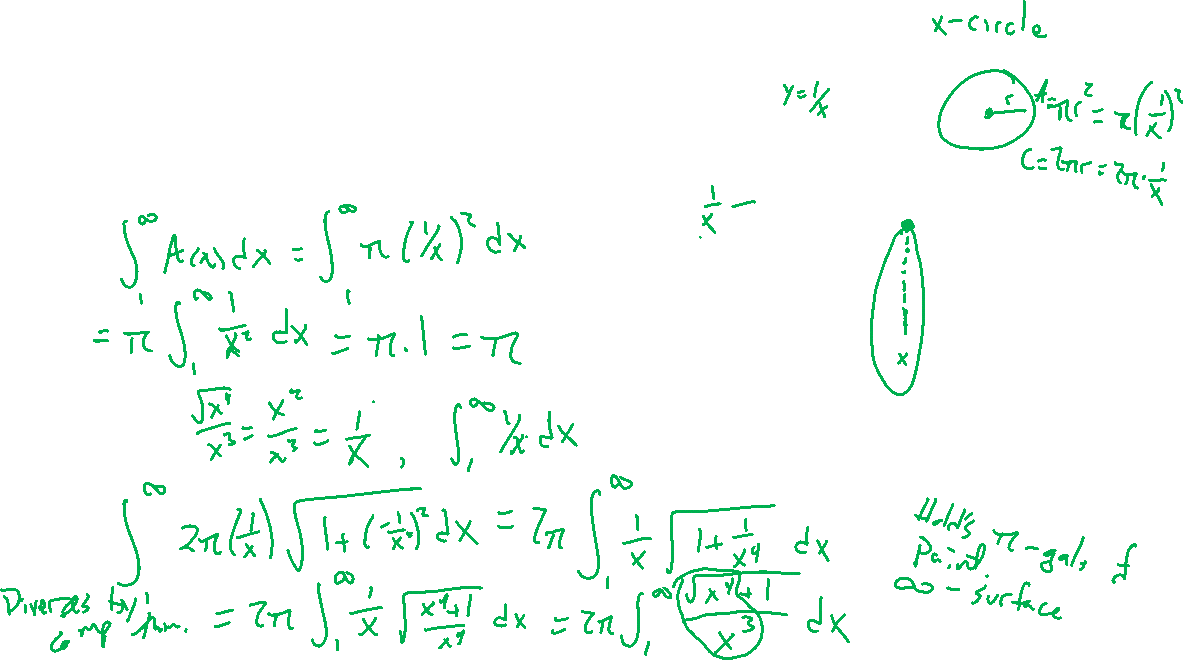 x-circle
y=1/x
A=πr²=π(1/x)²
C=2πr=2π·1/x
1/x —
∫₁^∞ A(x)dx = ∫₁^∞ π(1/x)² dx
= π ∫₁^∞ 1/x² dx = π·1 = π
x
√x⁴/x³ = x²/x³ = 1/x , ∫₁^∞ 1/x dx
∫₁^∞ 2π(1/x) √(1+(-1/x²)² dx = 2π ∫₁^∞ 1/x √(1+1/x⁴) dx
Holds
π-gals of
Paint.
∞-surface
Diverges by
comp thm.
= 2π ∫₁^∞ 1/x √((x⁴+1)/x⁴) dx = 2π ∫₁^∞ √(x⁴+1)/x³ dx